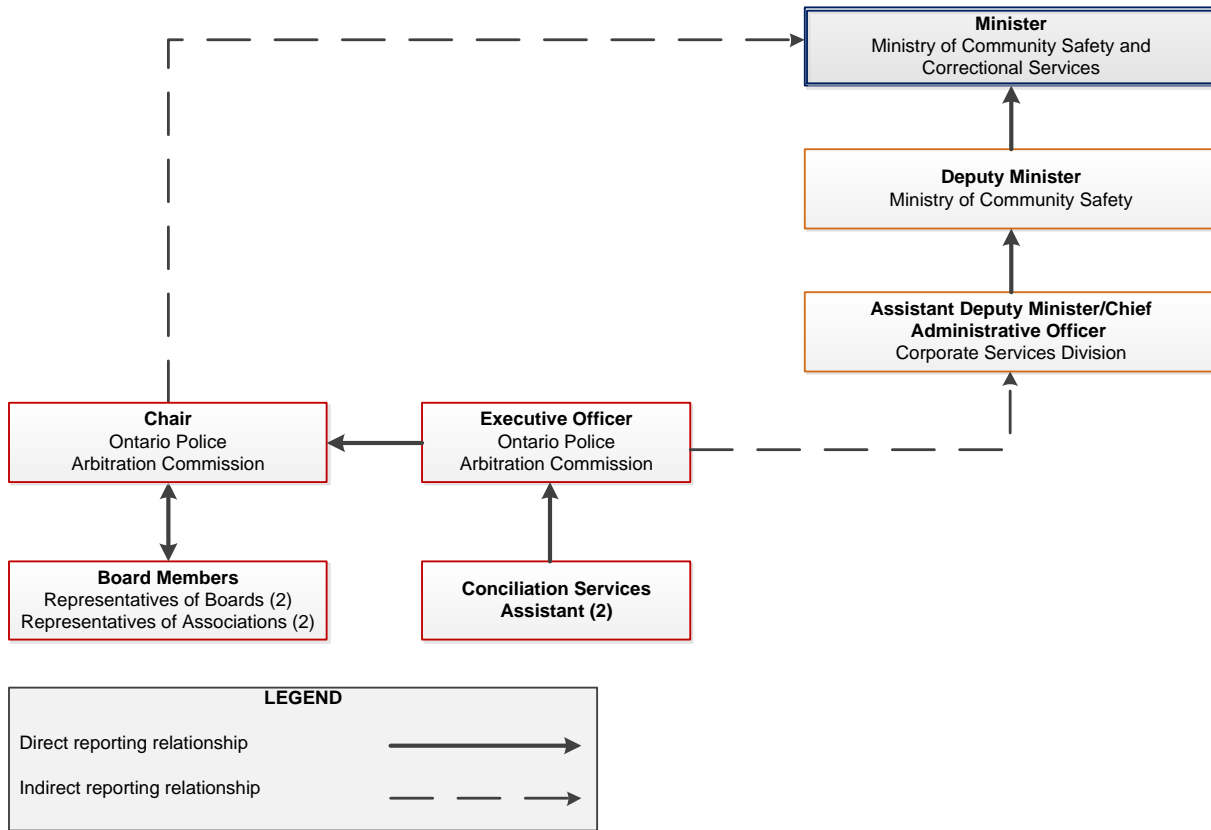 Minister
Ministry of Community Safety and
Correctional Services
Deputy Minister
Ministry of Community Safety
Assistant Deputy Minister/Chief
Administrative Officer
Corporate Services Division
Chair
Ontario Police
Arbitration Commission
Executive Officer
Ontario Police
Arbitration Commission
Board Members
Representatives of Boards (2)
Representatives of Associations (2)
Conciliation Services
Assistant (2)
LEGEND
Direct reporting relationship
Indirect reporting relationship